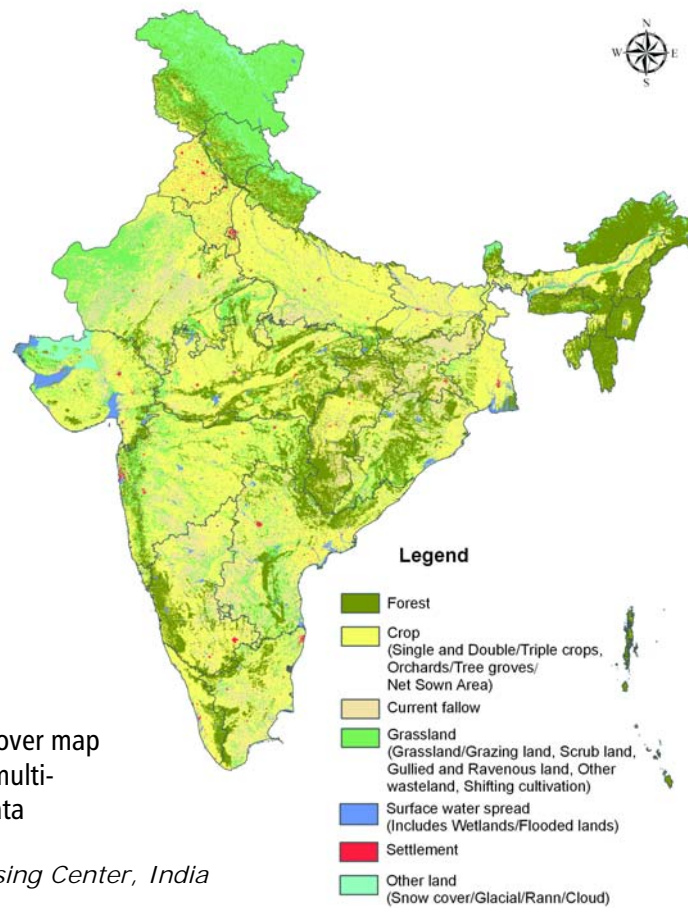 N
W E
S
Legend
Forest
Crop
(Single and Double/Triple crops,
Orchards/Tree groves/
Net Sown Area)
Current fallow
Grassland
(Grassland/Grazing land, Scrub land,
Gullied and Ravenous land, Other
wasteland, Shifting cultivation)
Surface water spread
(Includes Wetlands/Flooded lands)
Settlement
Other land
(Snow cover/Glacial/Rann/Cloud)
over map
multi-
ata
sing Center, India